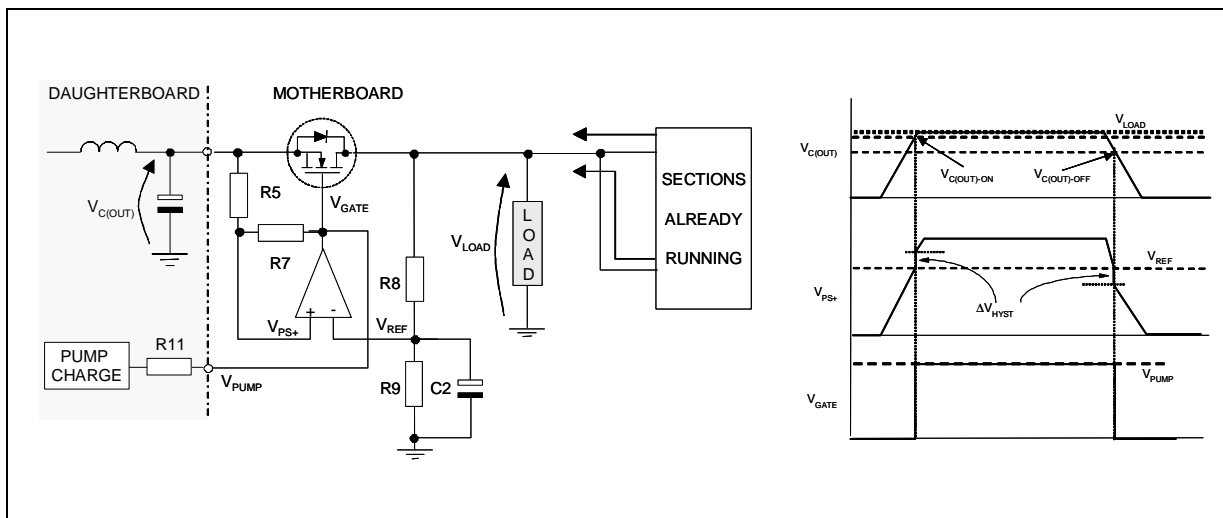 DAUGHTERBOARD
MOTHERBOARD
V_C(OUT)
R5
R7
V_GATE
V_PS+
V_REF
R8
R9
C2
V_LOAD
LOAD
SECTIONS
ALREADY
RUNNING
PUMP
CHARGE
R11
V_PUMP
V_LOAD
V_C(OUT)
V_C(OUT)-ON
V_C(OUT)-OFF
V_REF
V_PS+
ΔV_HYST
V_PUMP
V_GATE
+
-